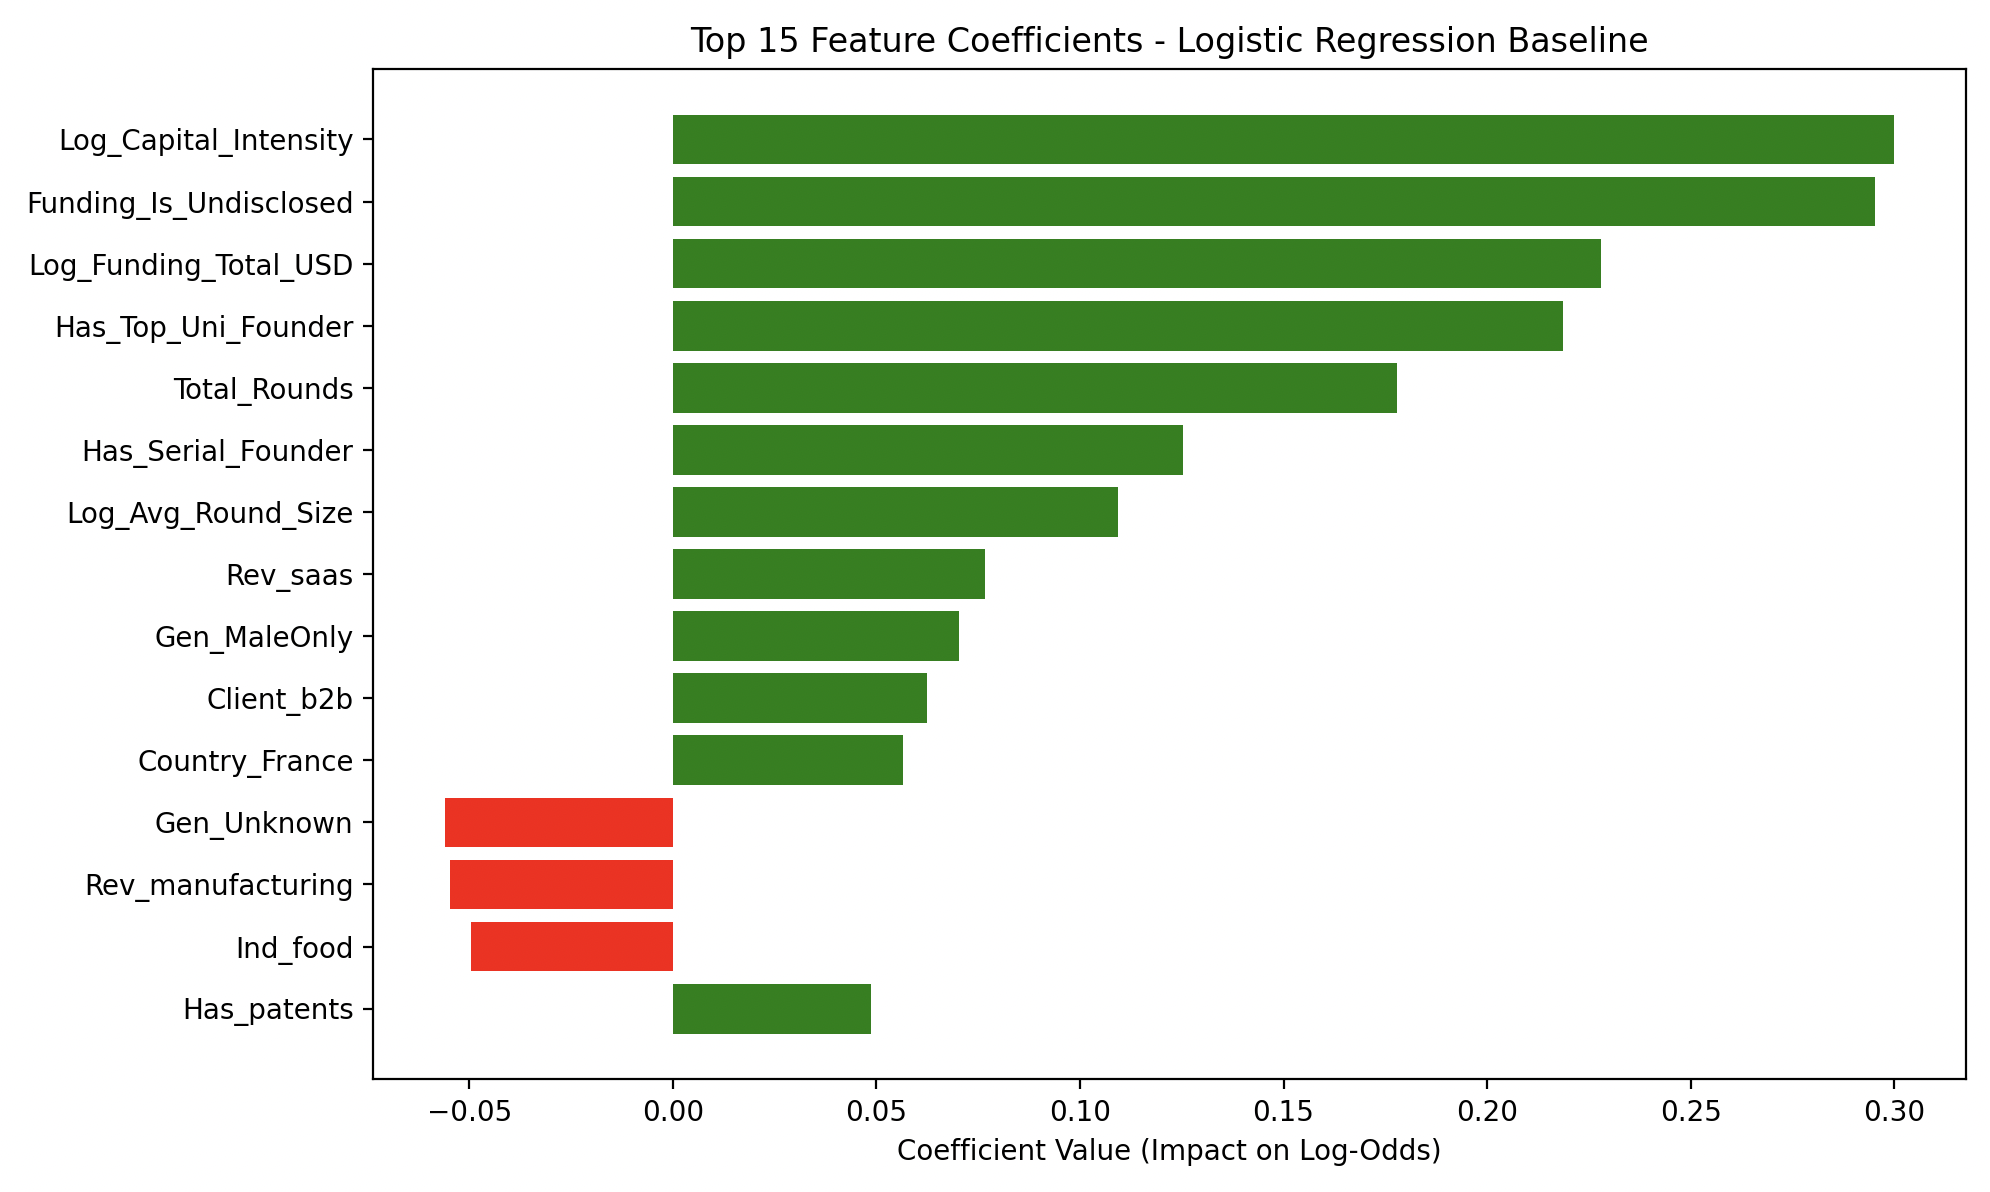 Top 15 Feature Coefficients - Logistic Regression Baseline
Log_Capital_Intensity
Funding_Is_Undisclosed
Log_Funding_Total_USD
Has_Top_Uni_Founder
Total_Rounds
Has_Serial_Founder
Log_Avg_Round_Size
Rev_saas
Gen_MaleOnly
Client_b2b
Country_France
Gen_Unknown
Rev_manufacturing
Ind_food
Has_patents
−0.05 0.00 0.05 0.10 0.15 0.20 0.25 0.30
Coefficient Value (Impact on Log-Odds)